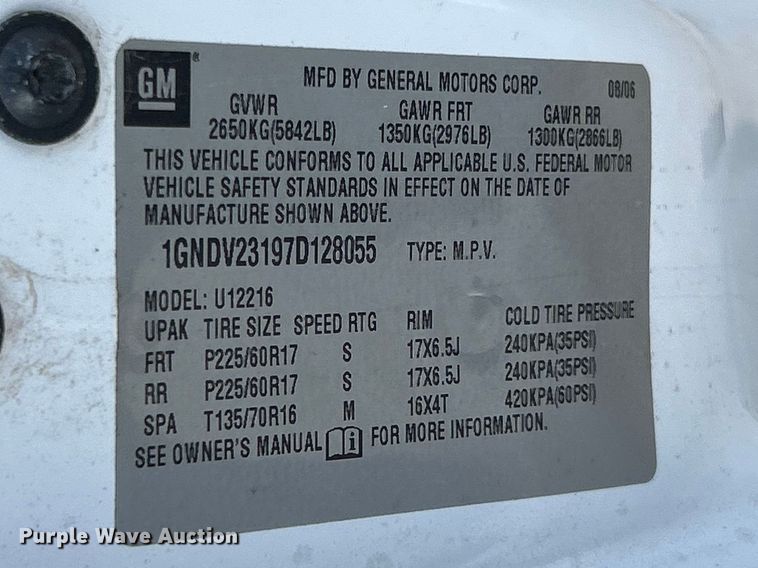 GM ®
MFD BY GENERAL MOTORS CORP. 08/06
GVWR GAWR FRT GAWR RR
2650KG(5842LB) 1350KG(2976LB) 1300KG(2866LB)
THIS VEHICLE CONFORMS TO ALL APPLICABLE U.S. FEDERAL MOTOR
VEHICLE SAFETY STANDARDS IN EFFECT ON THE DATE OF
MANUFACTURE SHOWN ABOVE.
1GNDV23197D128055 TYPE: M.P.V.
MODEL: U12216
UPAK TIRE SIZE SPEED RTG RIM COLD TIRE PRESSURE
FRT P225/60R17 S 17X6.5J 240KPA(35PSI)
RR P225/60R17 S 17X6.5J 240KPA(35PSI)
SPA T135/70R16 M 16X4T 420KPA(60PSI)
SEE OWNER'S MANUAL i FOR MORE INFORMATION.
Purple Wave Auction